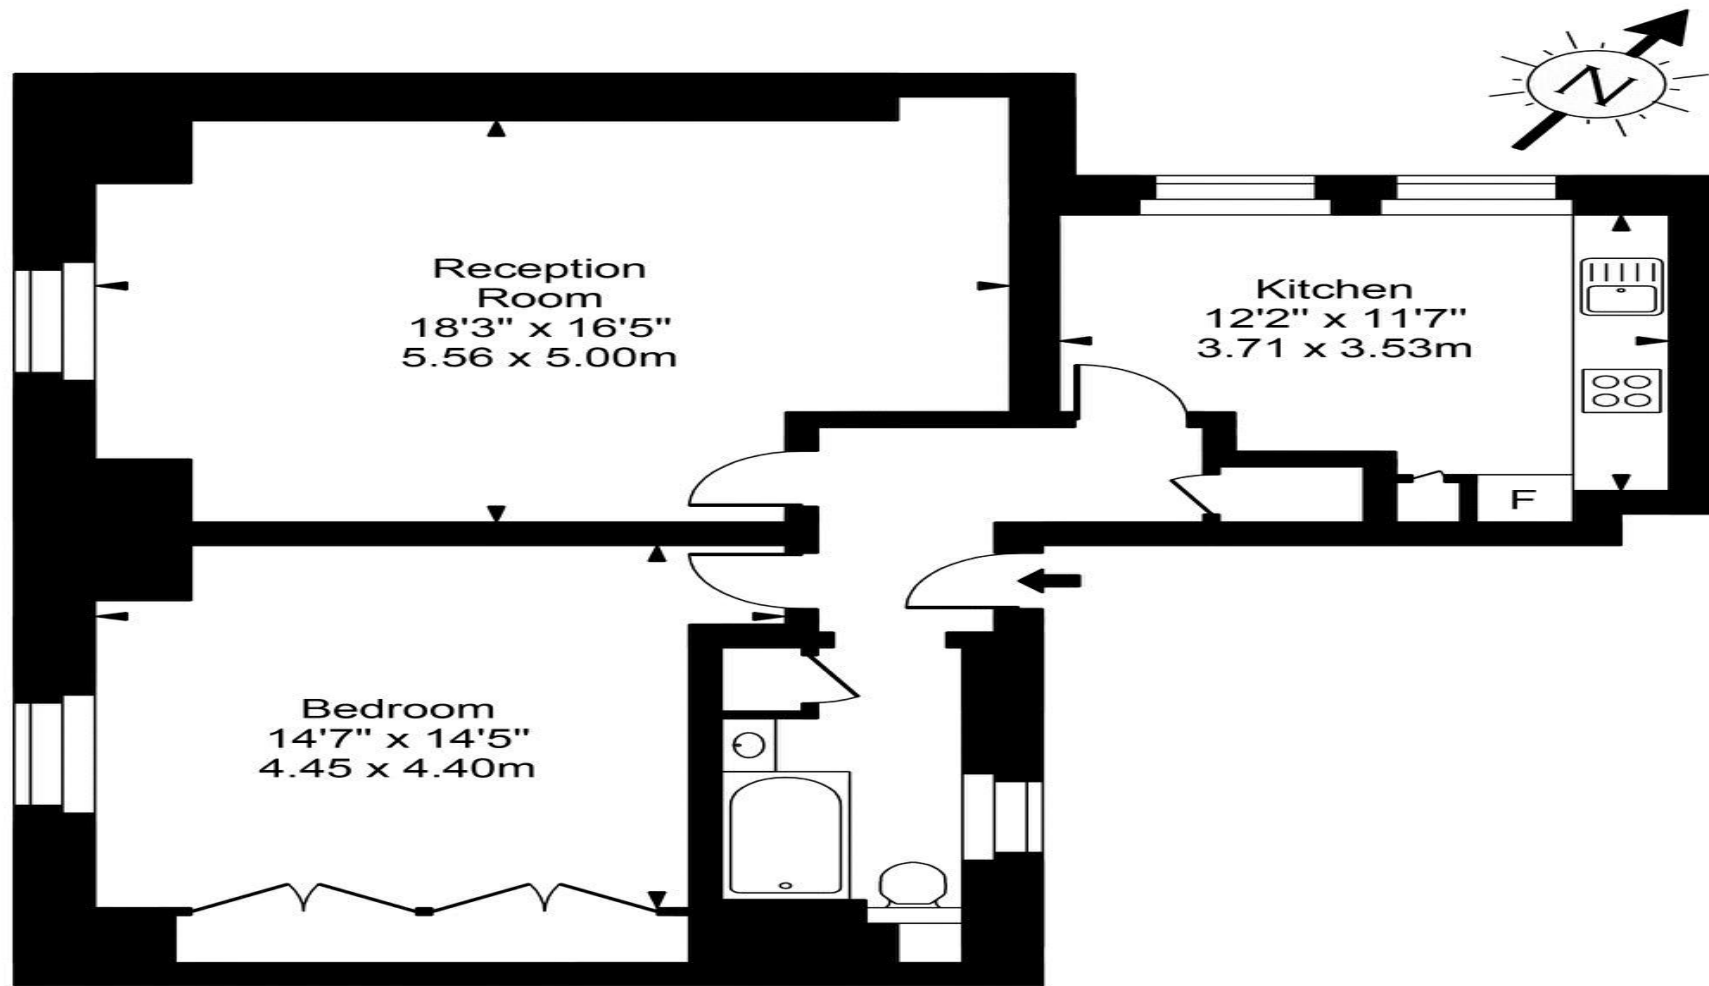 N
Reception
Room
18'3" x 16'5"
5.56 x 5.00m
Kitchen
12'2" x 11'7"
3.71 x 3.53m
F
Bedroom
14'7" x 14'5"
4.45 x 4.40m